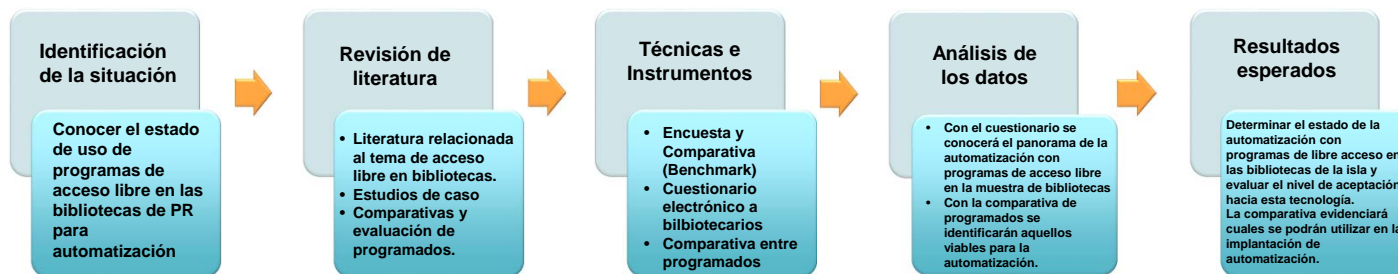 Identificación
de la situación
Conocer el estado
de uso de
programas de
acceso libre en las
bibliotecas de PR
para
automatización
Revisión de
literatura
• Literatura relacionada
al tema de acceso
libre en bibliotecas.
• Estudios de caso
• Comparativas y
evaluación de
programados.
Técnicas e
Instrumentos
• Encuesta y
Comparativa
(Benchmark)
• Cuestionario
electrónico a
bilbiotecarios
• Comparativa entre
programados
Análisis de
los datos
• Con el cuestionario se
conocerá el panorama de la
automatización con
programas de acceso libre
en la muestra de bibliotecas
• Con la comparativa de
programados se
identificarán aquellos
viables para la
automatización.
Resultados
esperados
Determinar el estado de la
automatización con
programas de libre acceso en
las bibliotecas de la isla y
evaluar el nivel de aceptación
hacia esta tecnología.
La comparativa evidenciará
cuales se podrán utilizar en la
implantación de
automatización.